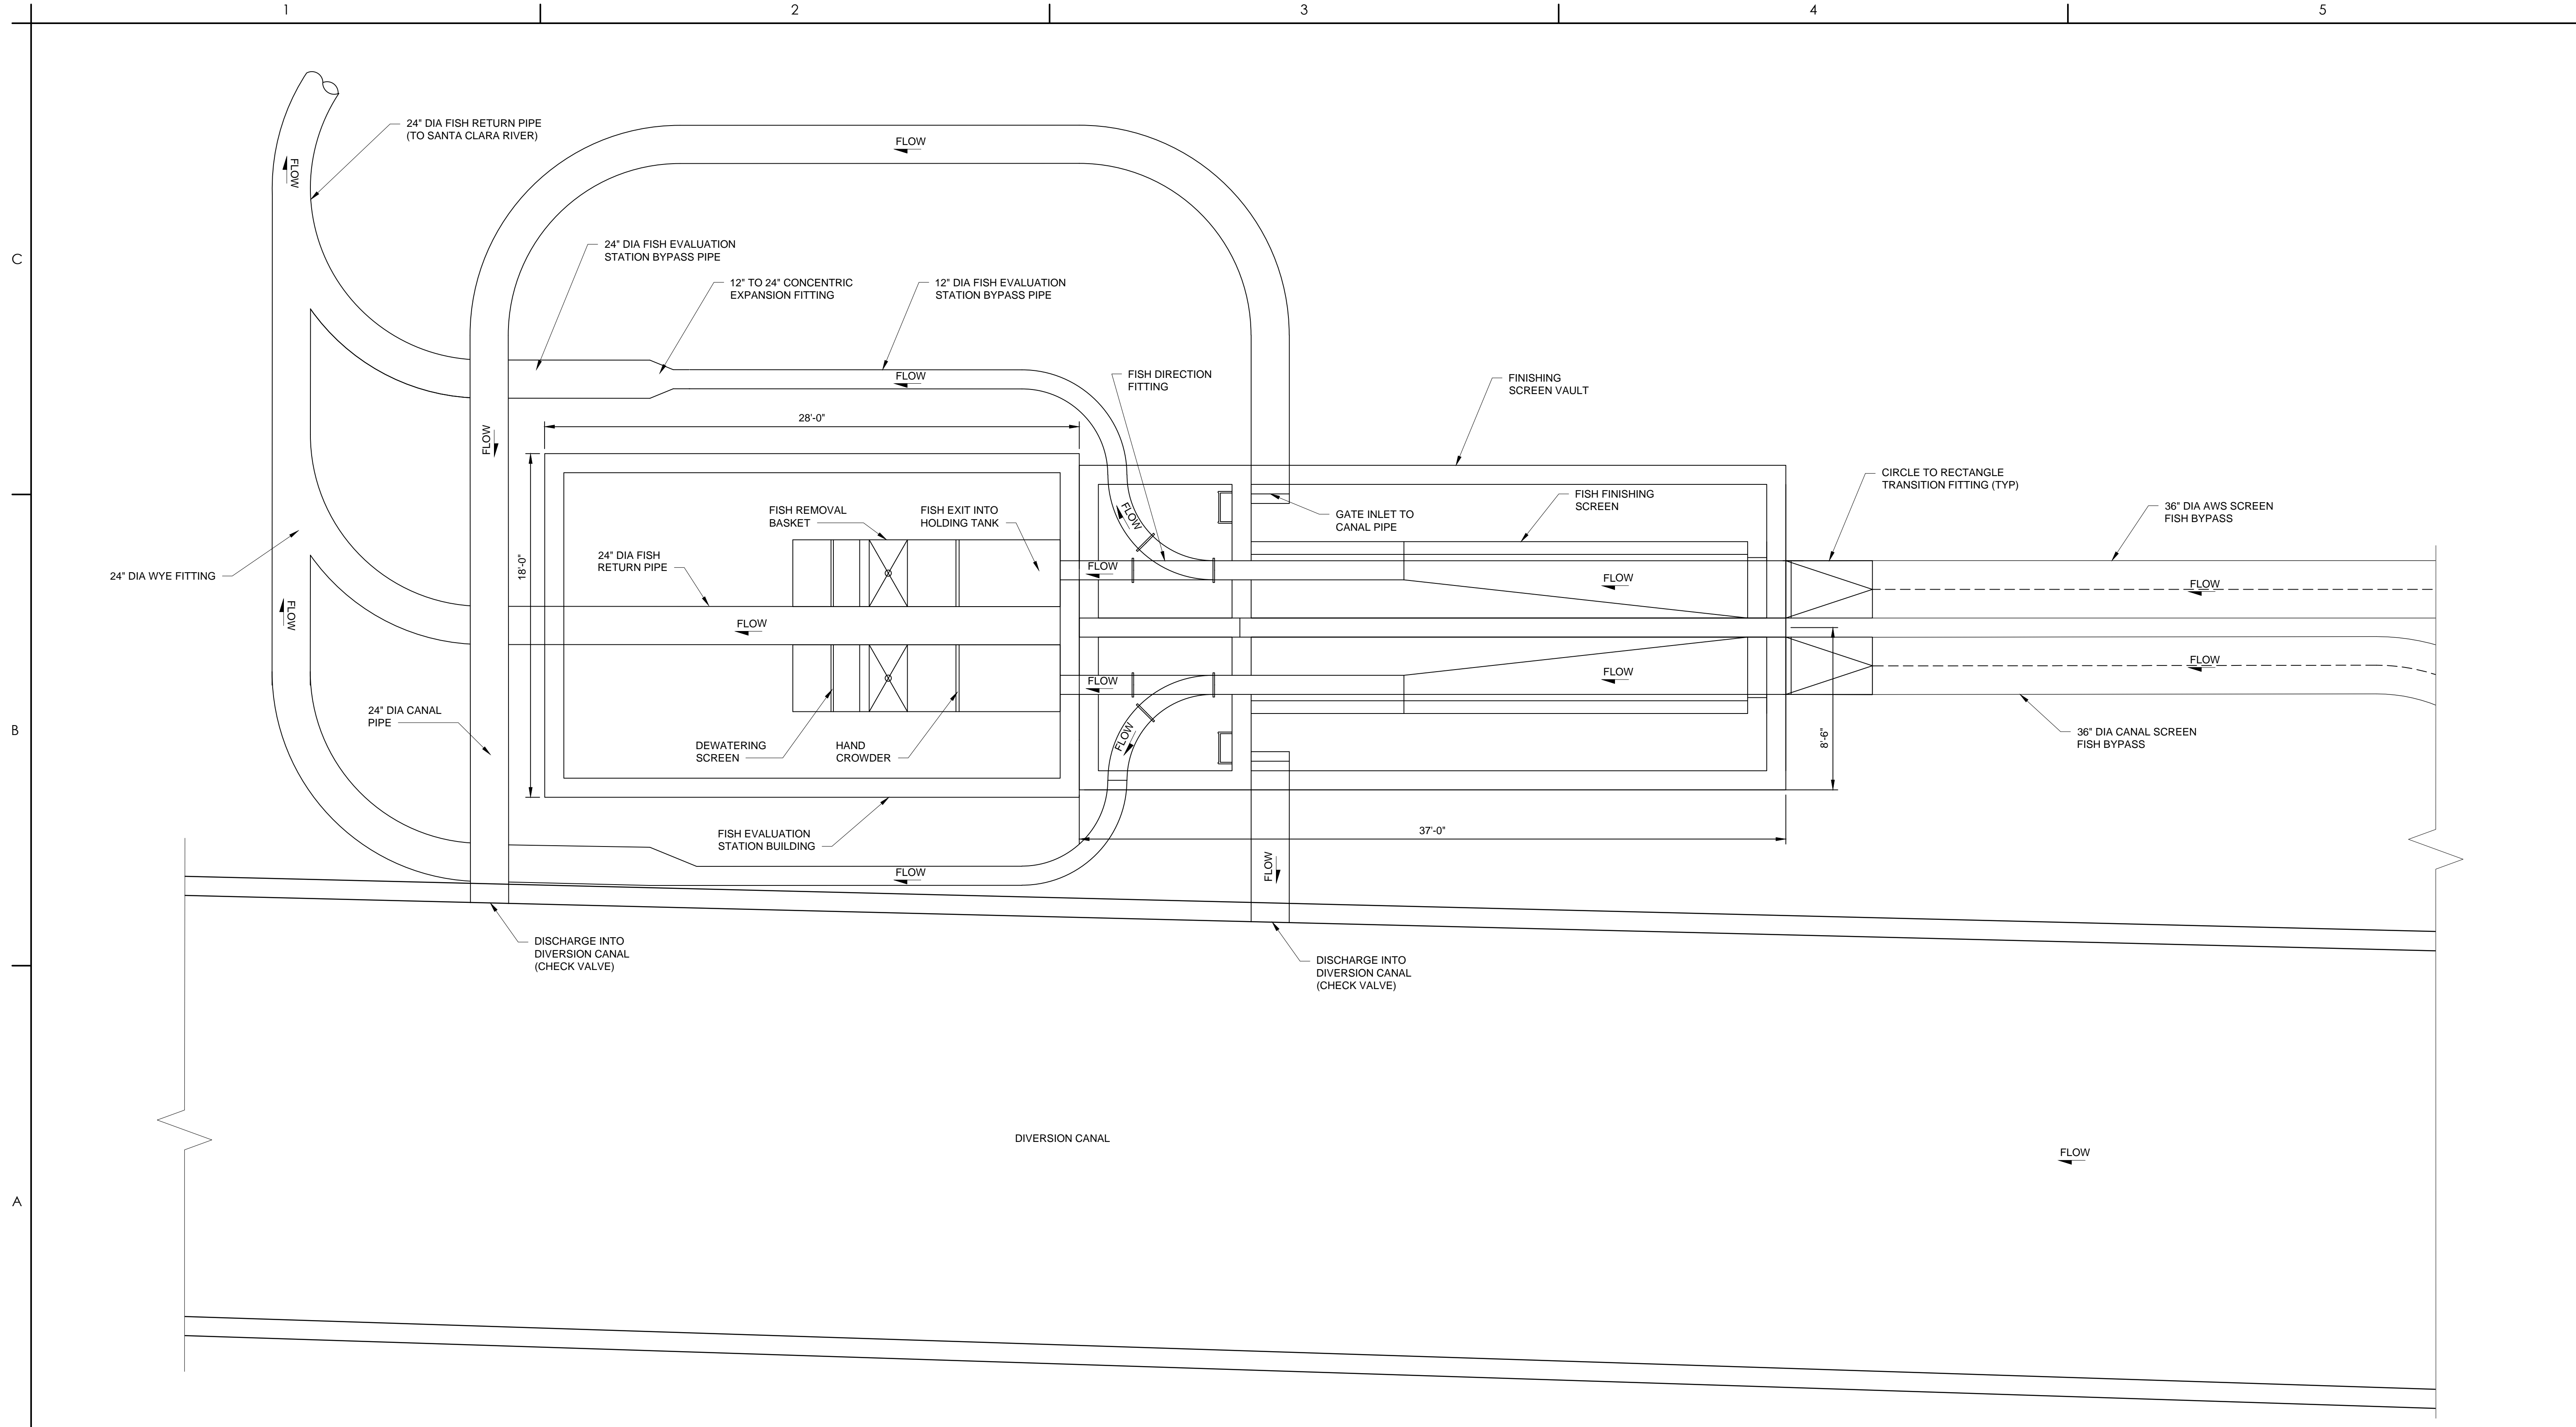 1
2
3
4
5
24" DIA FISH RETURN PIPE
(TO SANTA CLARA RIVER)
FLOW
FLOW
C
24" DIA FISH EVALUATION
STATION BYPASS PIPE
12" TO 24" CONCENTRIC
EXPANSION FITTING
12" DIA FISH EVALUATION
STATION BYPASS PIPE
FLOW
FISH DIRECTION
FITTING
FINISHING
SCREEN VAULT
28'-0"
FLOW
CIRCLE TO RECTANGLE
TRANSITION FITTING (TYP)
FISH FINISHING
SCREEN
36" DIA AWS SCREEN
FISH BYPASS
FISH REMOVAL
BASKET
FISH EXIT INTO
HOLDING TANK
GATE INLET TO
CANAL PIPE
FLOW
24" DIA FISH
RETURN PIPE
18'-0"
24" DIA WYE FITTING
FLOW
FLOW
FLOW
FLOW
FLOW
FLOW
FLOW
FLOW
FLOW
24" DIA CANAL
PIPE
B
36" DIA CANAL SCREEN
FISH BYPASS
FLOW
8'-6"
DEWATERING
SCREEN
HAND
CROWDER
FISH EVALUATION
STATION BUILDING
37'-0"
FLOW
FLOW
DISCHARGE INTO
DIVERSION CANAL
(CHECK VALVE)
DISCHARGE INTO
DIVERSION CANAL
(CHECK VALVE)
DIVERSION CANAL
FLOW
A